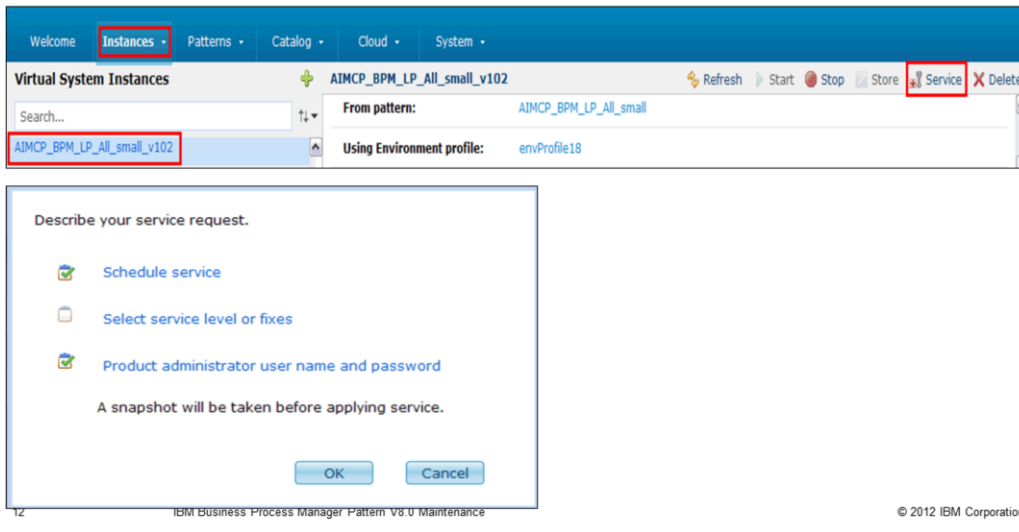 Welcome Instances Patterns Catalog Cloud System
Virtual System Instances
AIMCP_BPM_LP_All_small_v102 Refresh Start Stop Store Service Delete
Search...
From pattern: AIMCP_BPM_LP_All_small
AIMCP_BPM_LP_All_small_v102
Using Environment profile: envProfile18
Describe your service request.
Schedule service
Select service level or fixes
Product administrator user name and password
A snapshot will be taken before applying service.
OK Cancel
12 IBM Business Process Manager Pattern V8.0 Maintenance © 2012 IBM Corporatio